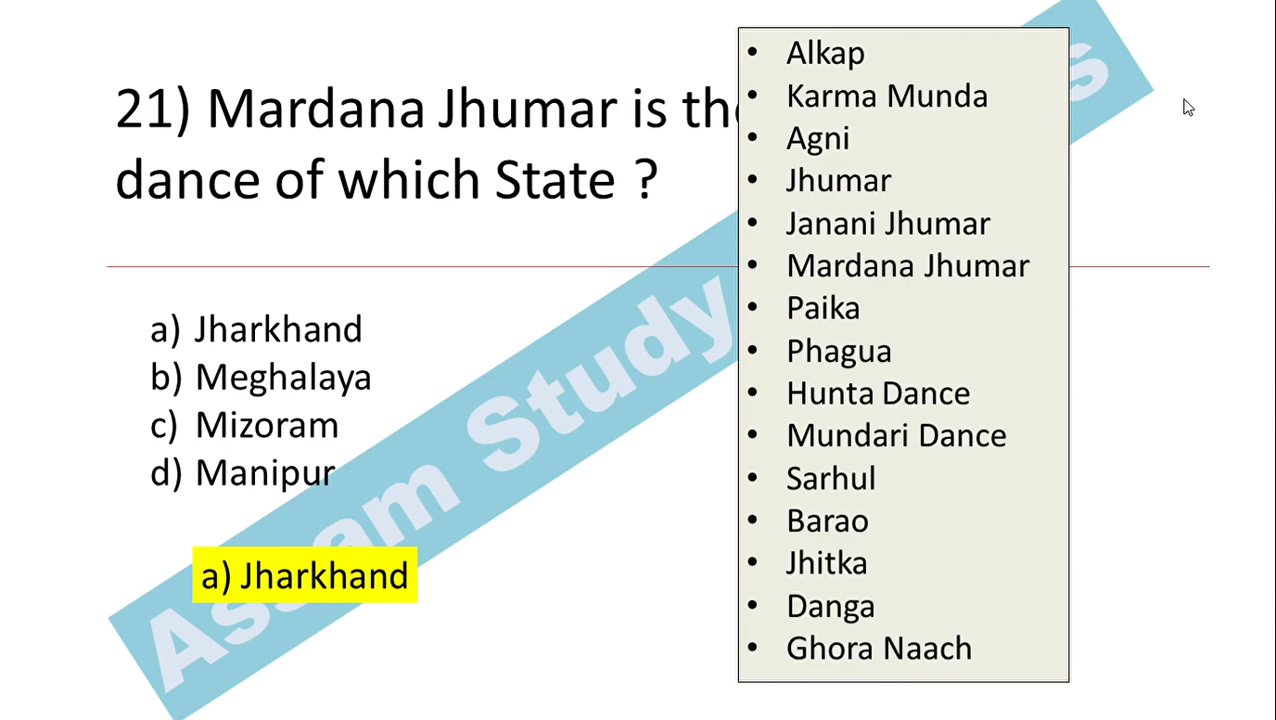 21) Mardana Jhumar is the
dance of which State ?
a) Jharkhand
b) Meghalaya
c) Mizoram
d) Manipur
a) Jharkhand
• Alkap
• Karma Munda
• Agni
• Jhumar
• Janani Jhumar
• Mardana Jhumar
• Paika
• Phagua
• Hunta Dance
• Mundari Dance
• Sarhul
• Barao
• Jhitka
• Danga
• Ghora Naach
Assam Study